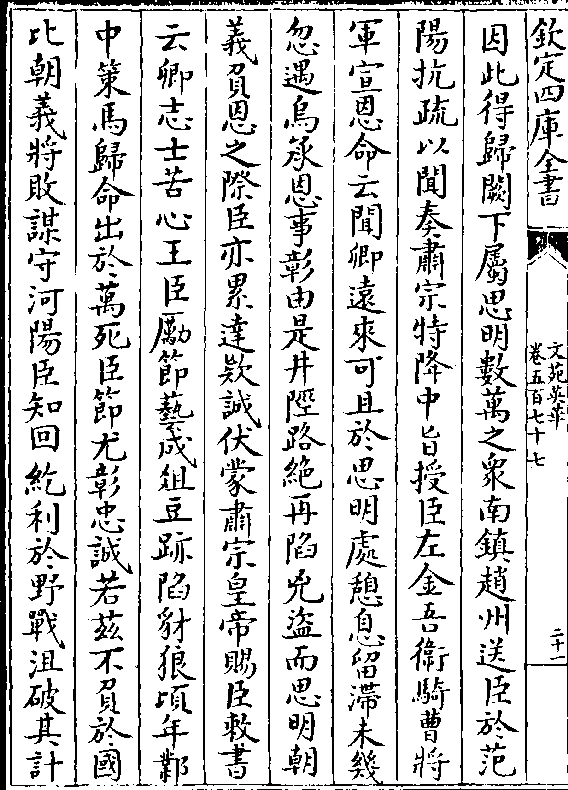 欽定四庫全書
文苑英華
卷五百七十七
二十一
因此得歸闕下屬思明數萬之衆南鎮趙州送臣於范
陽抗疏以聞奏肅宗特降中旨授臣左金吾衛騎曹將
軍宣恩命云聞卿遠來可且於思明處憩息留滯未幾
忽遇烏承恩事彰由是井陘路絶再陷兇盜而思明朝
義負恩之際臣亦累達款誠伏蒙肅宗皇帝賜臣敕書
云卿志士苦心王臣勵節藝成俎豆跡陷豺狼頃年鄴
中策馬歸命出於萬死臣節尤彰忠誠若兹不負於國
比朝義將敗謀守河陽臣知回紇利於野戰沮破其計